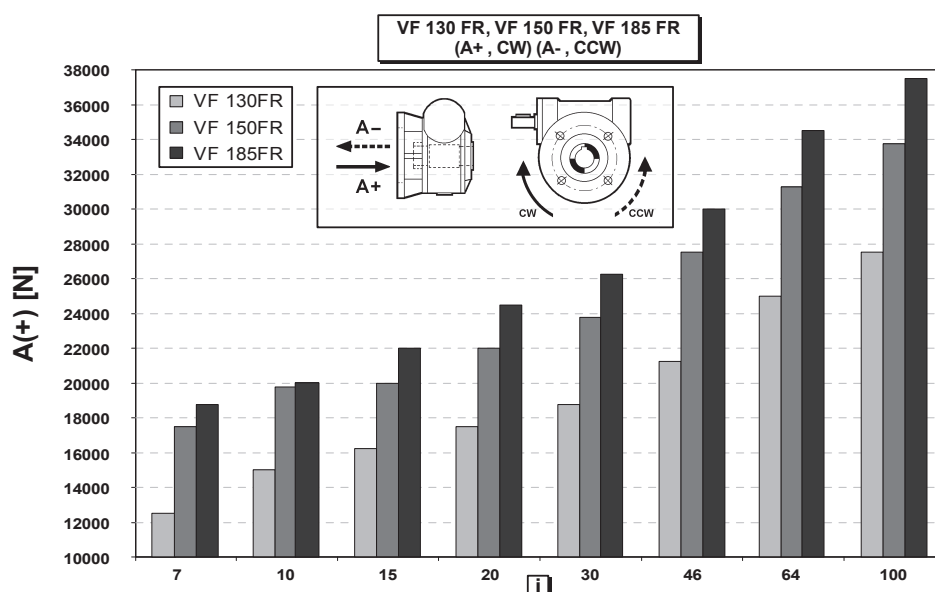 VF 130 FR, VF 150 FR, VF 185 FR
(A+ , CW) (A- , CCW)
38000
36000
34000
32000
30000
28000
26000
24000
22000
20000
18000
16000
14000
12000
10000
A(+) [N]
VF 130FR
VF 150FR
VF 185FR
A–
A+
CW
CCW
7 10 15 20 30 46 64 100
i